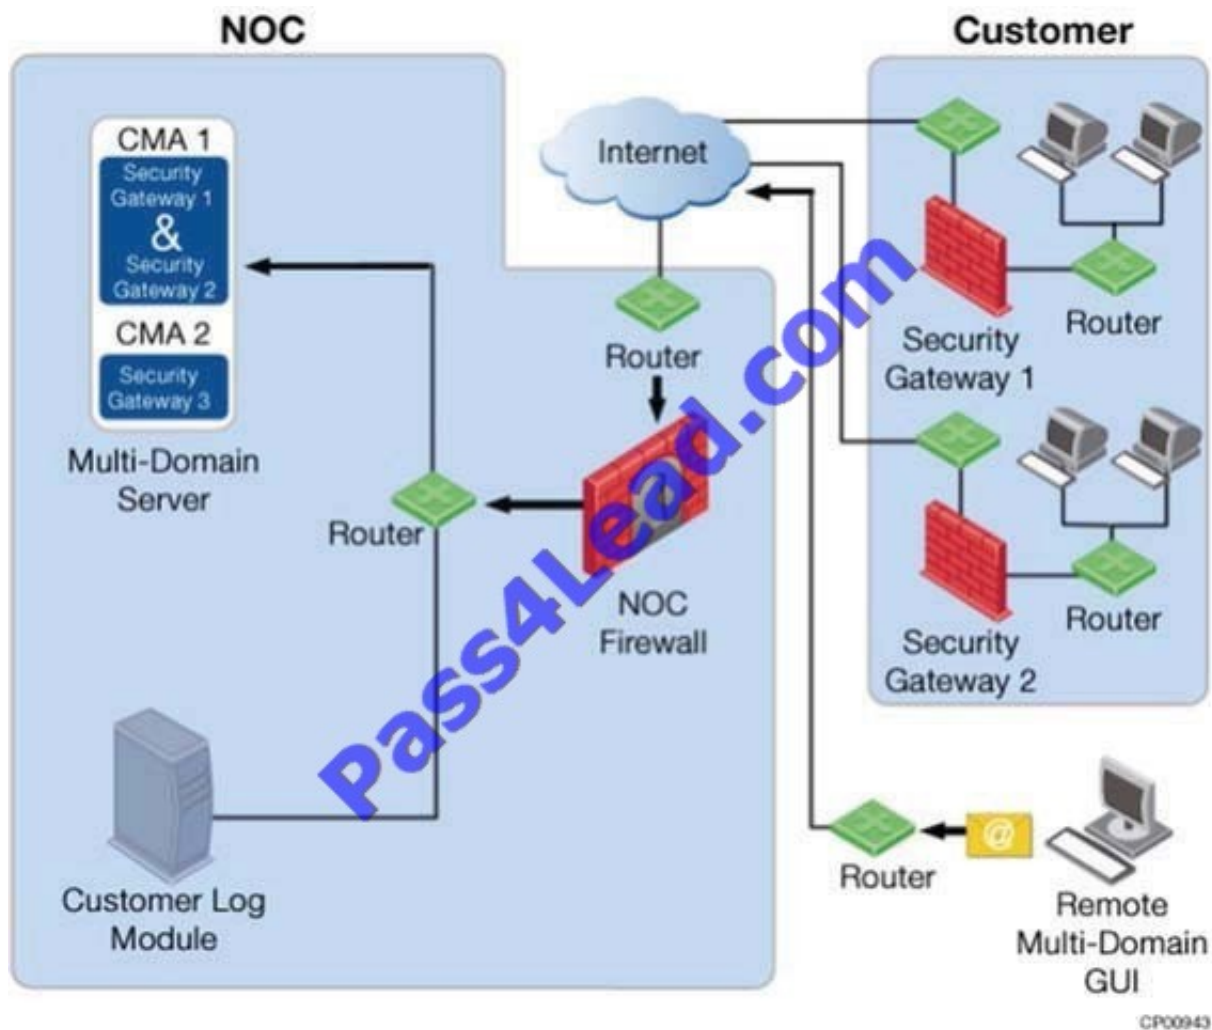 NOC
Customer
CMA 1
Security
Gateway 1
&
Security
Gateway 2
CMA 2
Security
Gateway 3
Multi-Domain
Server
Internet
Router
Router
NOC
Firewall
Customer Log
Module
Security
Gateway 1
Router
Security
Gateway 2
Router
Router
@
Remote
Multi-Domain
GUI
Pass4Lead.com
CP00943